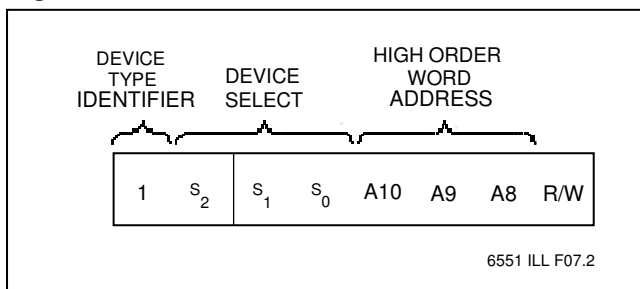 DEVICE
TYPE
IDENTIFIER
DEVICE
SELECT
HIGH ORDER
WORD
ADDRESS
1 S2 S1 S0 A10 A9 A8 R/W
6551 ILL F07.2